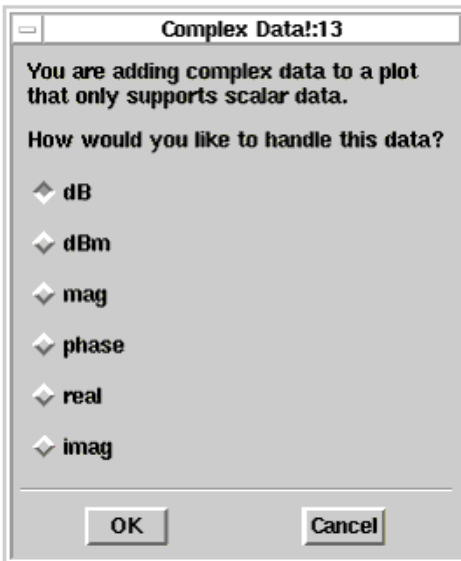 Complex Data!:13
You are adding complex data to a plot
that only supports scalar data.
How would you like to handle this data?
dB
dBm
mag
phase
real
imag
OK
Cancel